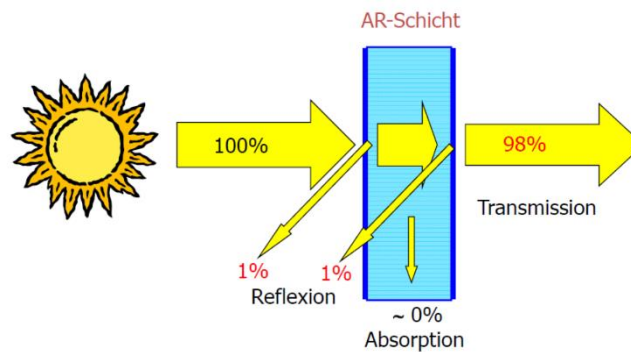 AR-Schicht
100%
98%
Transmission
1%
1%
Reflexion
~ 0%
Absorption